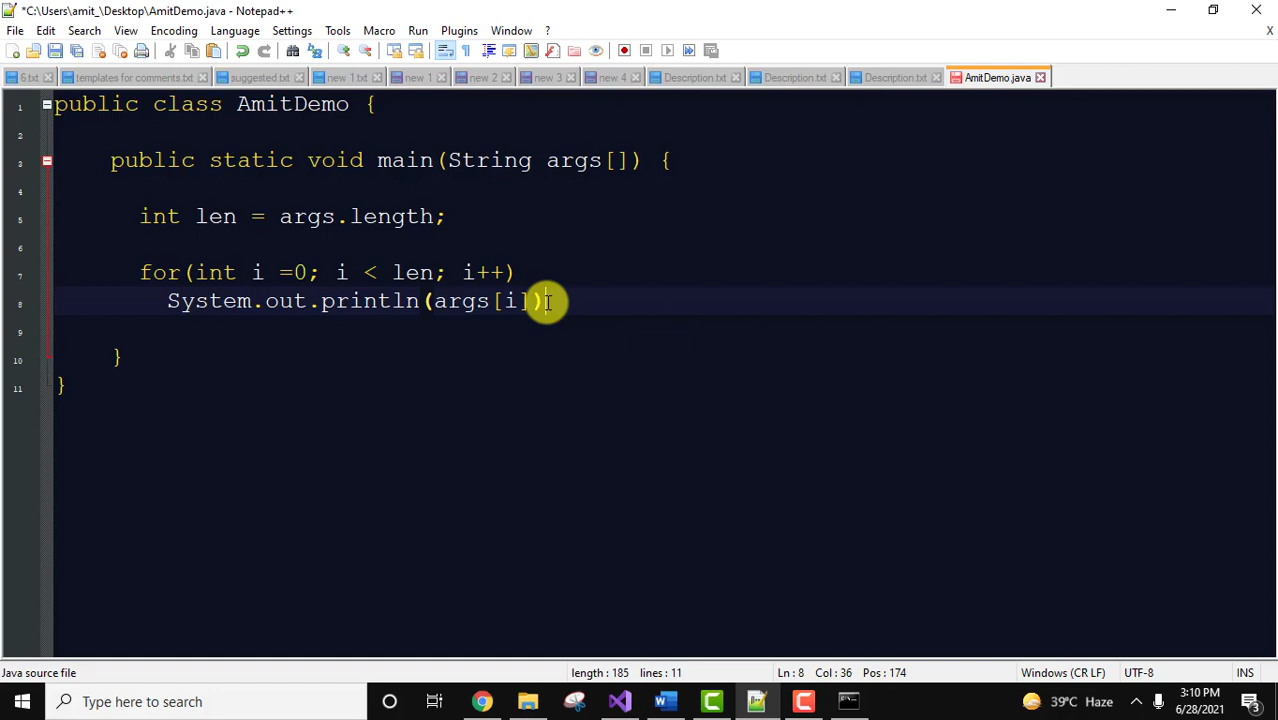 *C:\Users\amit_\Desktop\AmitDemo.java - Notepad++
File Edit Search View Encoding Language Settings Tools Macro Run Plugins Window ? X
6.txt templates for comments.txt suggested.txt new 1.txt new 1 new 2 new 3 new 4 Description.txt Description.txt Description.txt AmitDemo.java
1 public class AmitDemo {
2
3 public static void main(String args[]) {
4
5 int len = args.length;
6
7 for(int i =0; i < len; i++)
8 System.out.println(args[i])
9
10 }
11 }
Java source file length : 185 lines : 11 Ln : 8 Col : 36 Pos : 174 Windows (CR LF) UTF-8 INS
Type here to search 39°C Haze 3:10 PM
6/28/2021 3